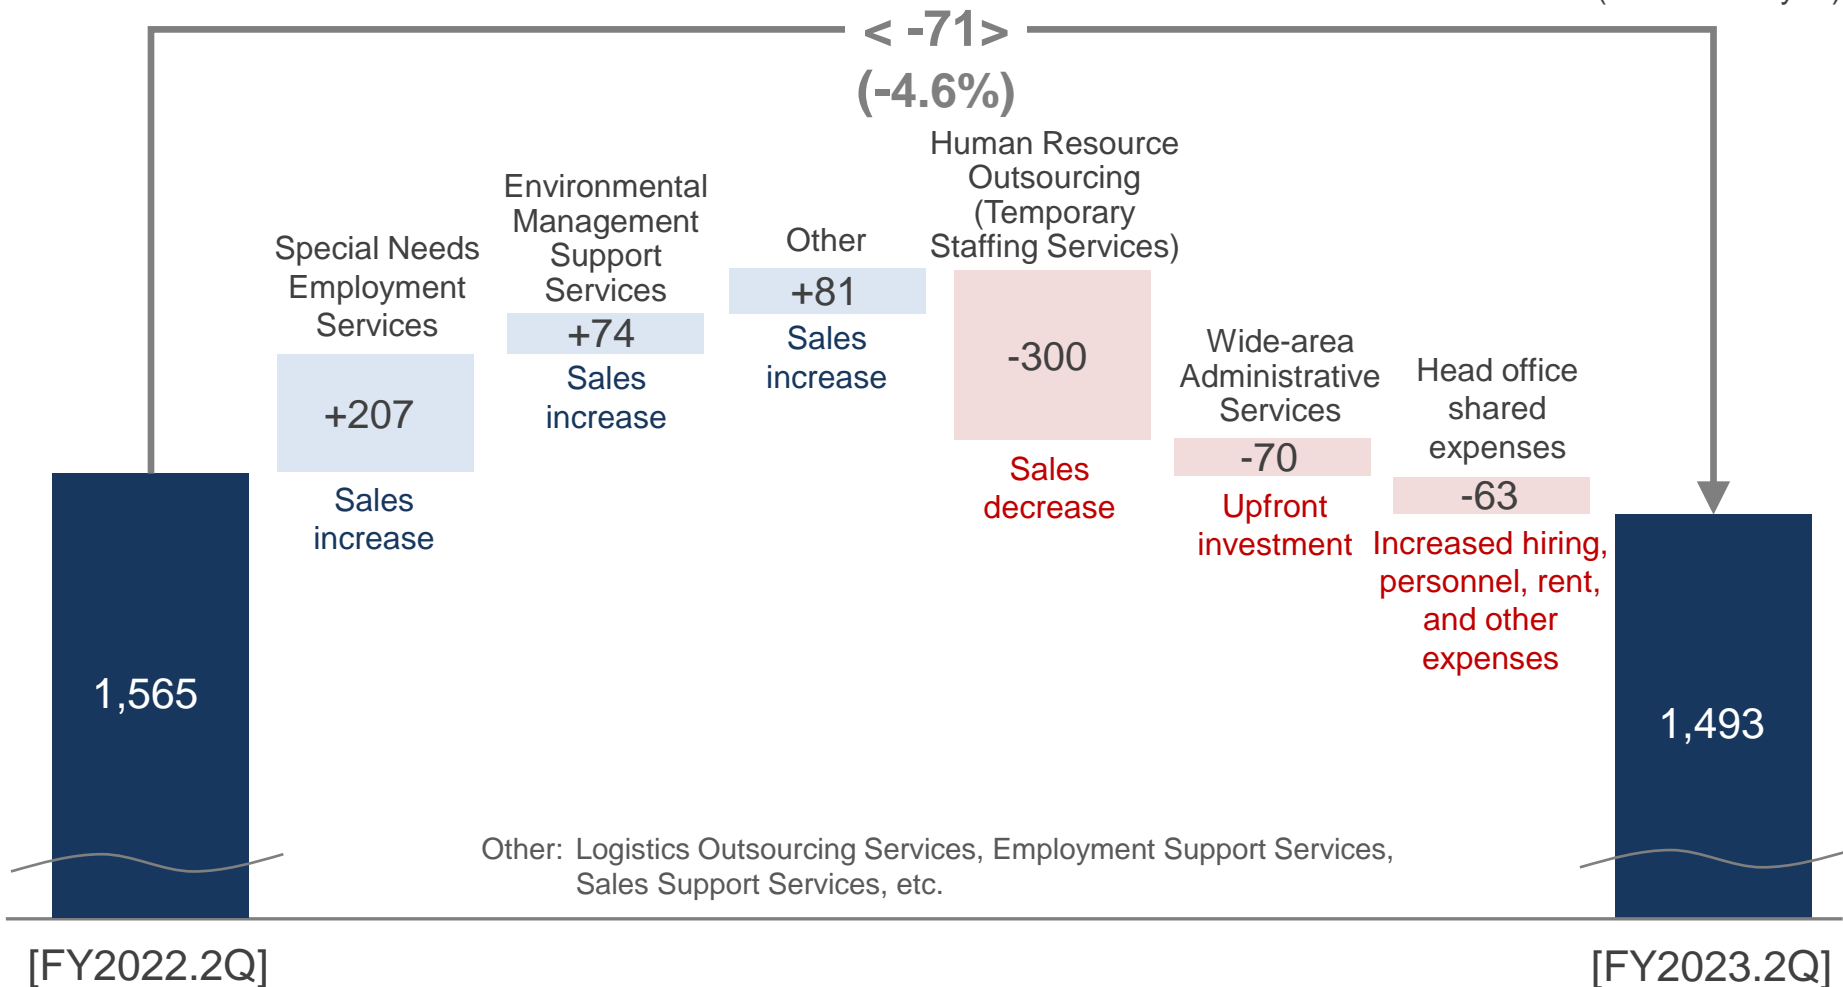 < -71>
(-4.6%)
Special Needs
Employment
Services
+207
Sales
increase
Environmental
Management
Support
Services
+74
Sales
increase
Other
+81
Sales
increase
Human Resource
Outsourcing
(Temporary
Staffing Services)
-300
Sales
decrease
Wide-area
Administrative
Services
-70
Upfront
investment
Head office
shared
expenses
-63
Increased hiring,
personnel, rent,
and other
expenses
1,565
1,493
Other: Logistics Outsourcing Services, Employment Support Services,
Sales Support Services, etc.
[FY2022.2Q]
[FY2023.2Q]